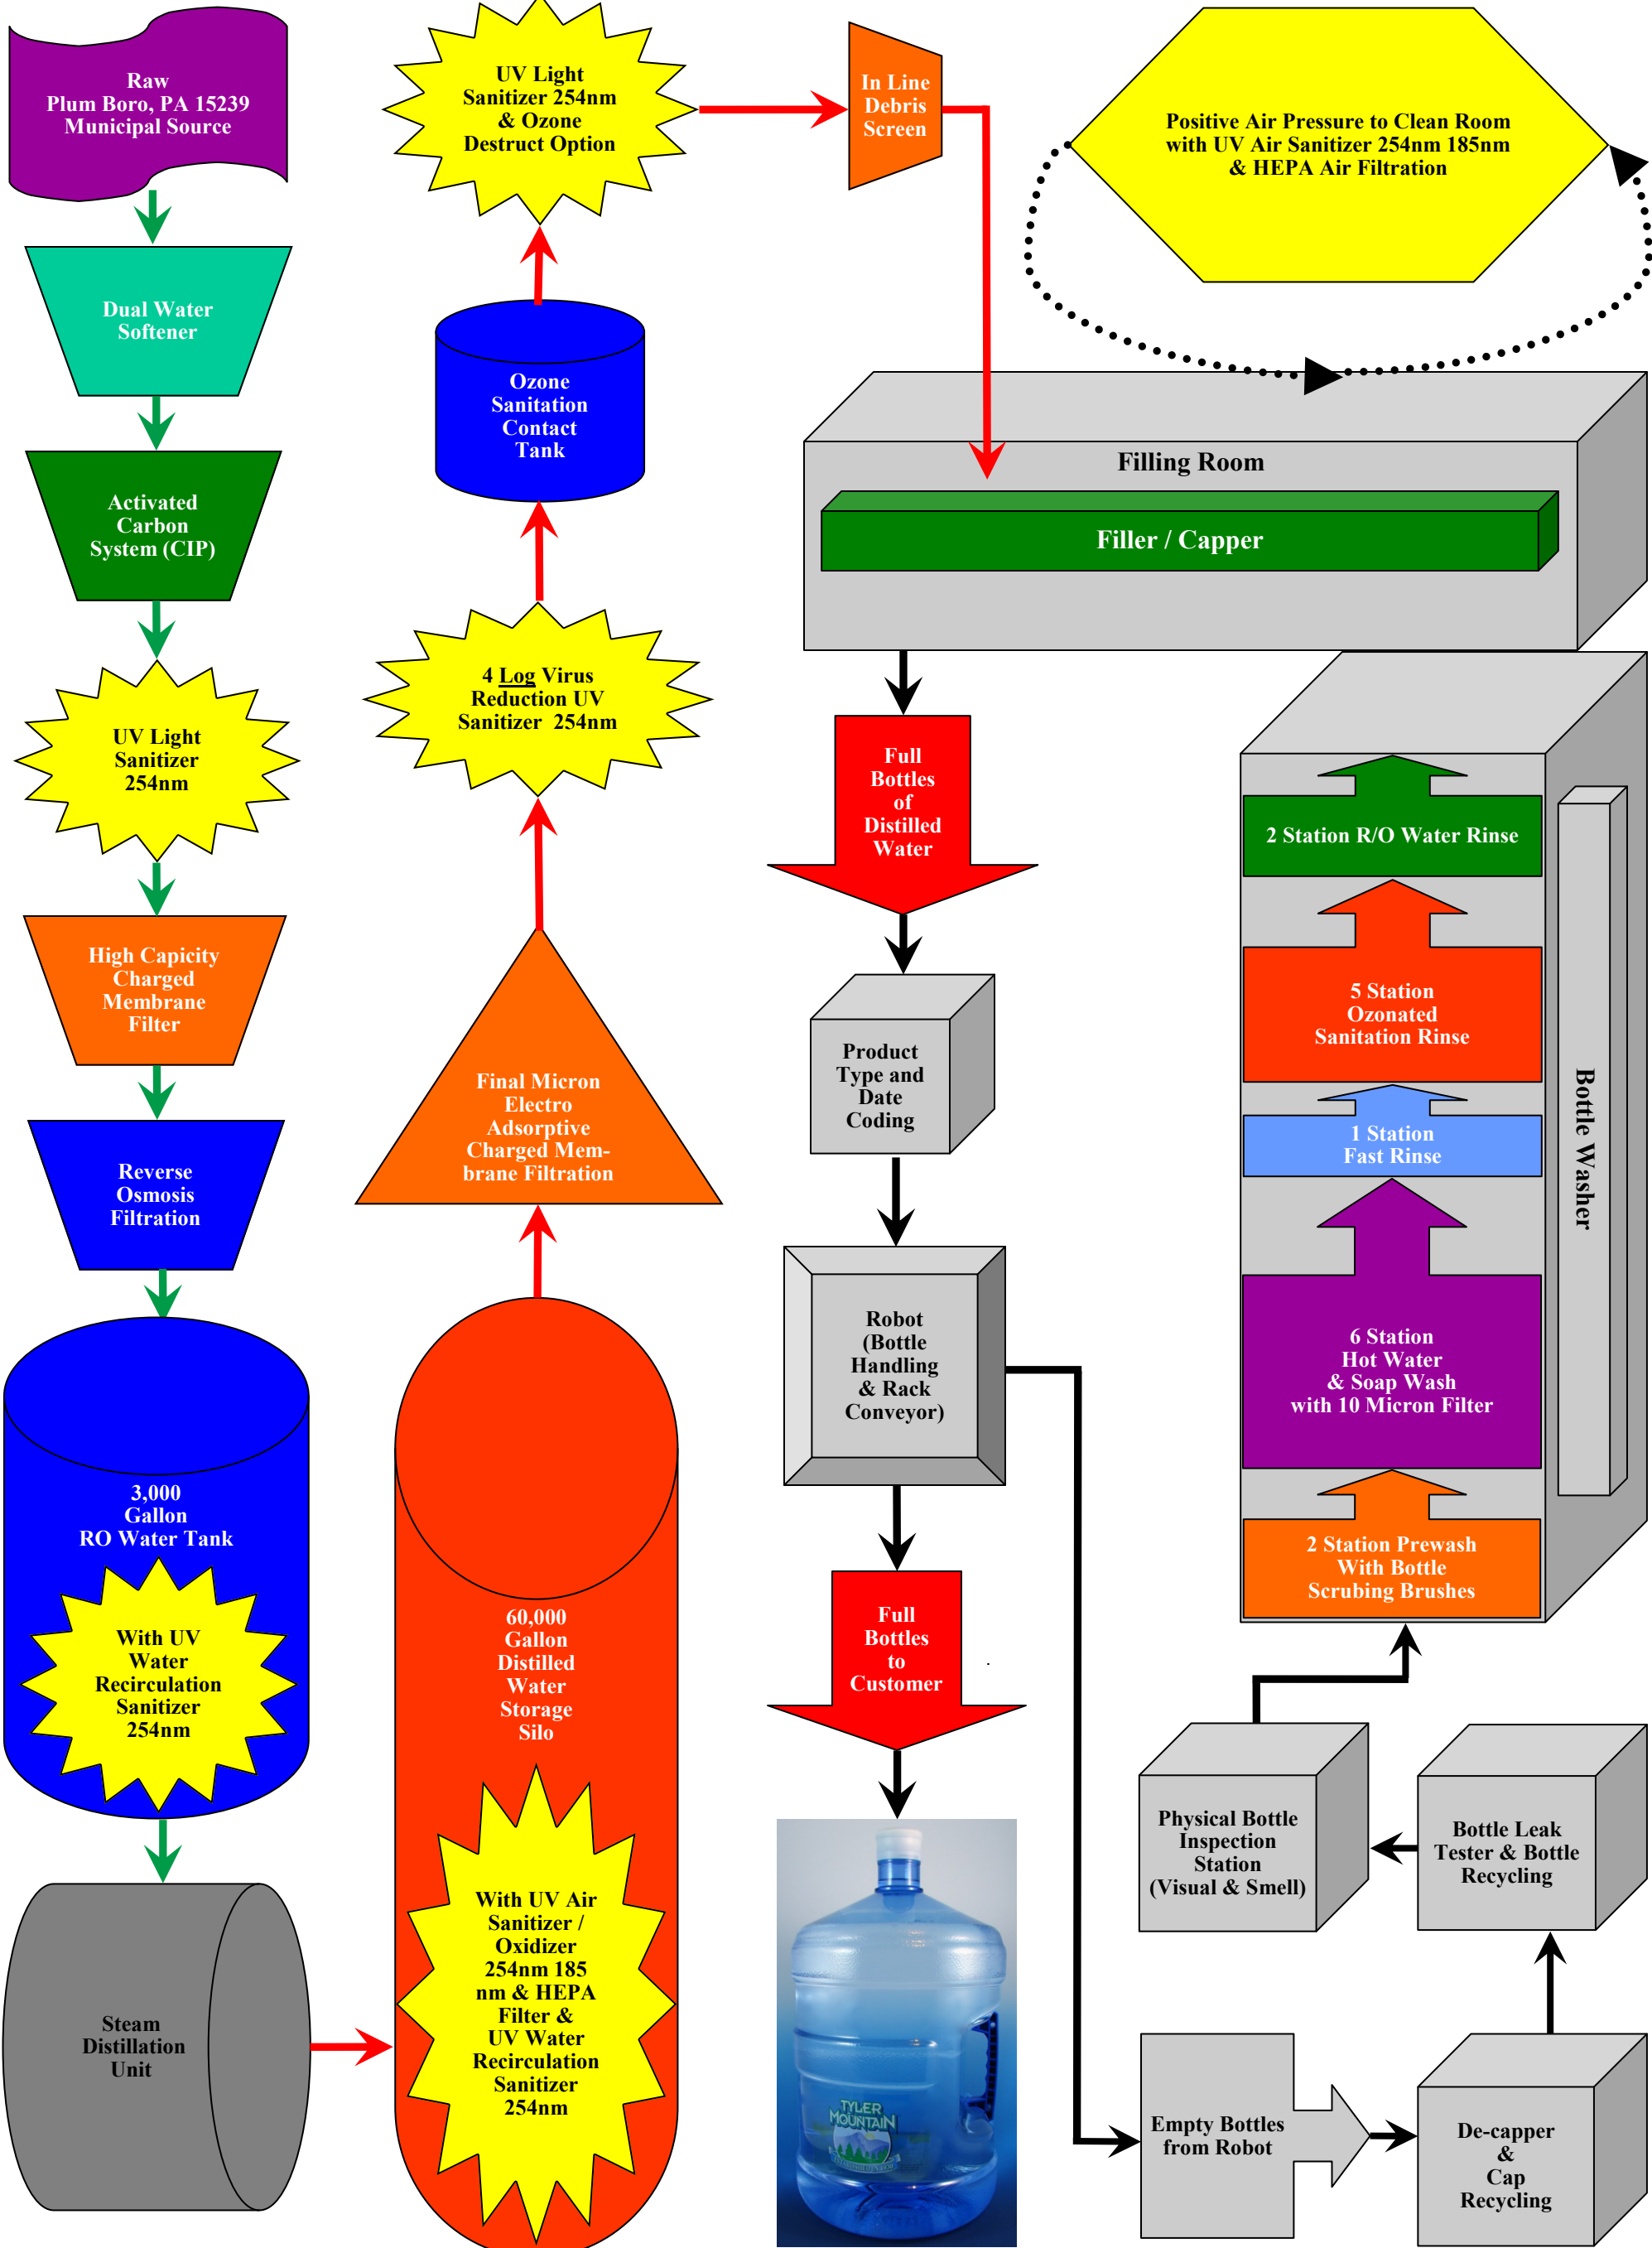 Raw
Plum Boro, PA 15239
Municipal Source
Dual Water
Softener
Activated
Carbon
System (CIP)
UV Light
Sanitizer
254nm
High Capicity
Charged
Membrane
Filter
Reverse
Osmosis
Filtration
3,000
Gallon
RO Water Tank
With UV
Water
Recirculation
Sanitizer
254nm
Steam
Distillation
Unit
60,000
Gallon
Distilled
Water
Storage
Silo
With UV Air
Sanitizer /
Oxidizer
254nm 185
nm & HEPA
Filter &
UV Water
Recirculation
Sanitizer
254nm
Final Micron
Electro
Adsorptive
Charged Mem-
brane Filtration
4 Log Virus
Reduction UV
Sanitizer 254nm
Ozone
Sanitation
Contact
Tank
UV Light
Sanitizer 254nm
& Ozone
Destruct Option
In Line
Debris
Screen
Positive Air Pressure to Clean Room
with UV Air Sanitizer 254nm 185nm
& HEPA Air Filtration
Filling Room
Filler / Capper
Full
Bottles
of
Distilled
Water
Product
Type and
Date
Coding
Robot
(Bottle
Handling
& Rack
Conveyor)
Full
Bottles
to
Customer
TYLER
MOUNTAIN
Empty Bottles
from Robot
De-capper
&
Cap
Recycling
Bottle Leak
Tester & Bottle
Recycling
Physical Bottle
Inspection
Station
(Visual & Smell)
2 Station Prewash
With Bottle
Scrubing Brushes
6 Station
Hot Water
& Soap Wash
with 10 Micron Filter
1 Station
Fast Rinse
5 Station
Ozonated
Sanitation Rinse
2 Station R/O Water Rinse
Bottle Washer